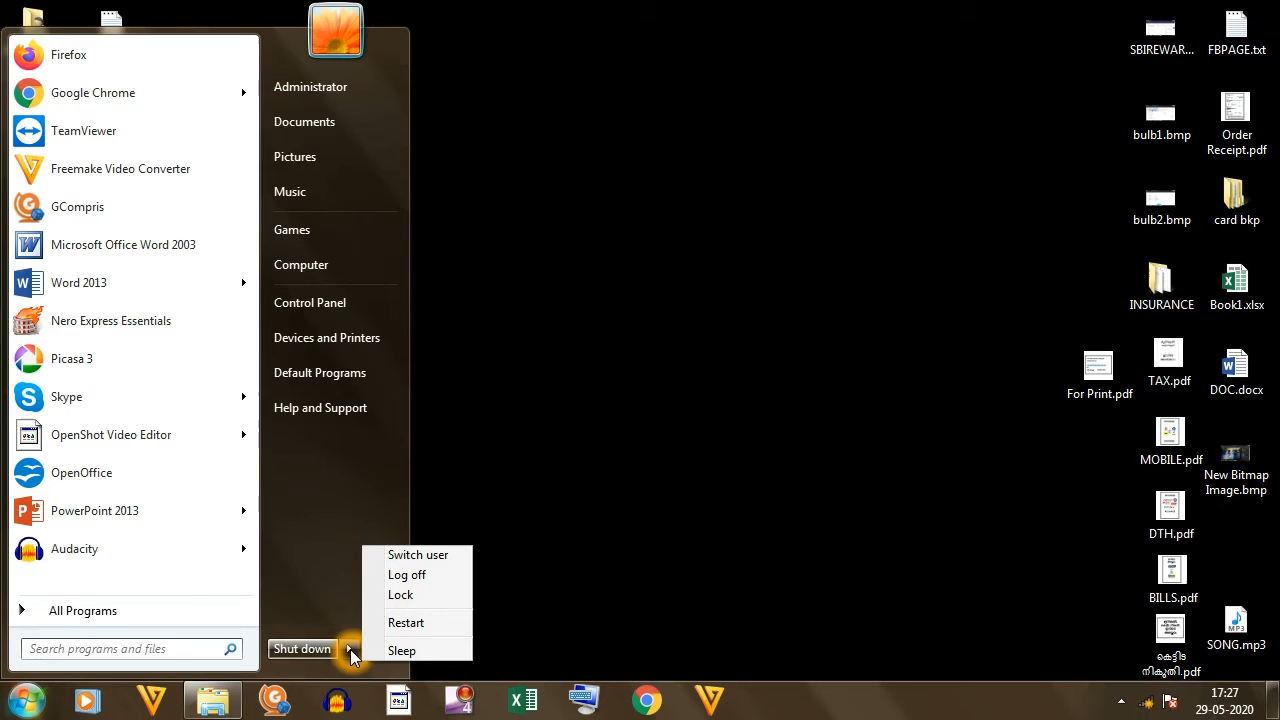 Firefox
Google Chrome
TeamViewer
Freemake Video Converter
GCompris
Microsoft Office Word 2003
Word 2013
Nero Express Essentials
Picasa 3
Skype
OpenShot Video Editor
OpenOffice
PowerPoint 2013
Audacity
All Programs
Search programs and files
Administrator
Documents
Pictures
Music
Games
Computer
Control Panel
Devices and Printers
Default Programs
Help and Support
Shut down
Switch user
Log off
Lock
Restart
Sleep
SBIREWAR...
FBPAGE.txt
bulb1.bmp
Order
Receipt.pdf
bulb2.bmp
card bkp
INSURANCE
Book1.xlsx
For Print.pdf
TAX.pdf
DOC.docx
MOBILE.pdf
New Bitmap
Image.bmp
DTH.pdf
BILLS.pdf
MP3
SONG.mp3
കെട്ടിട
നികുതി.pdf
17:27
29-05-2020